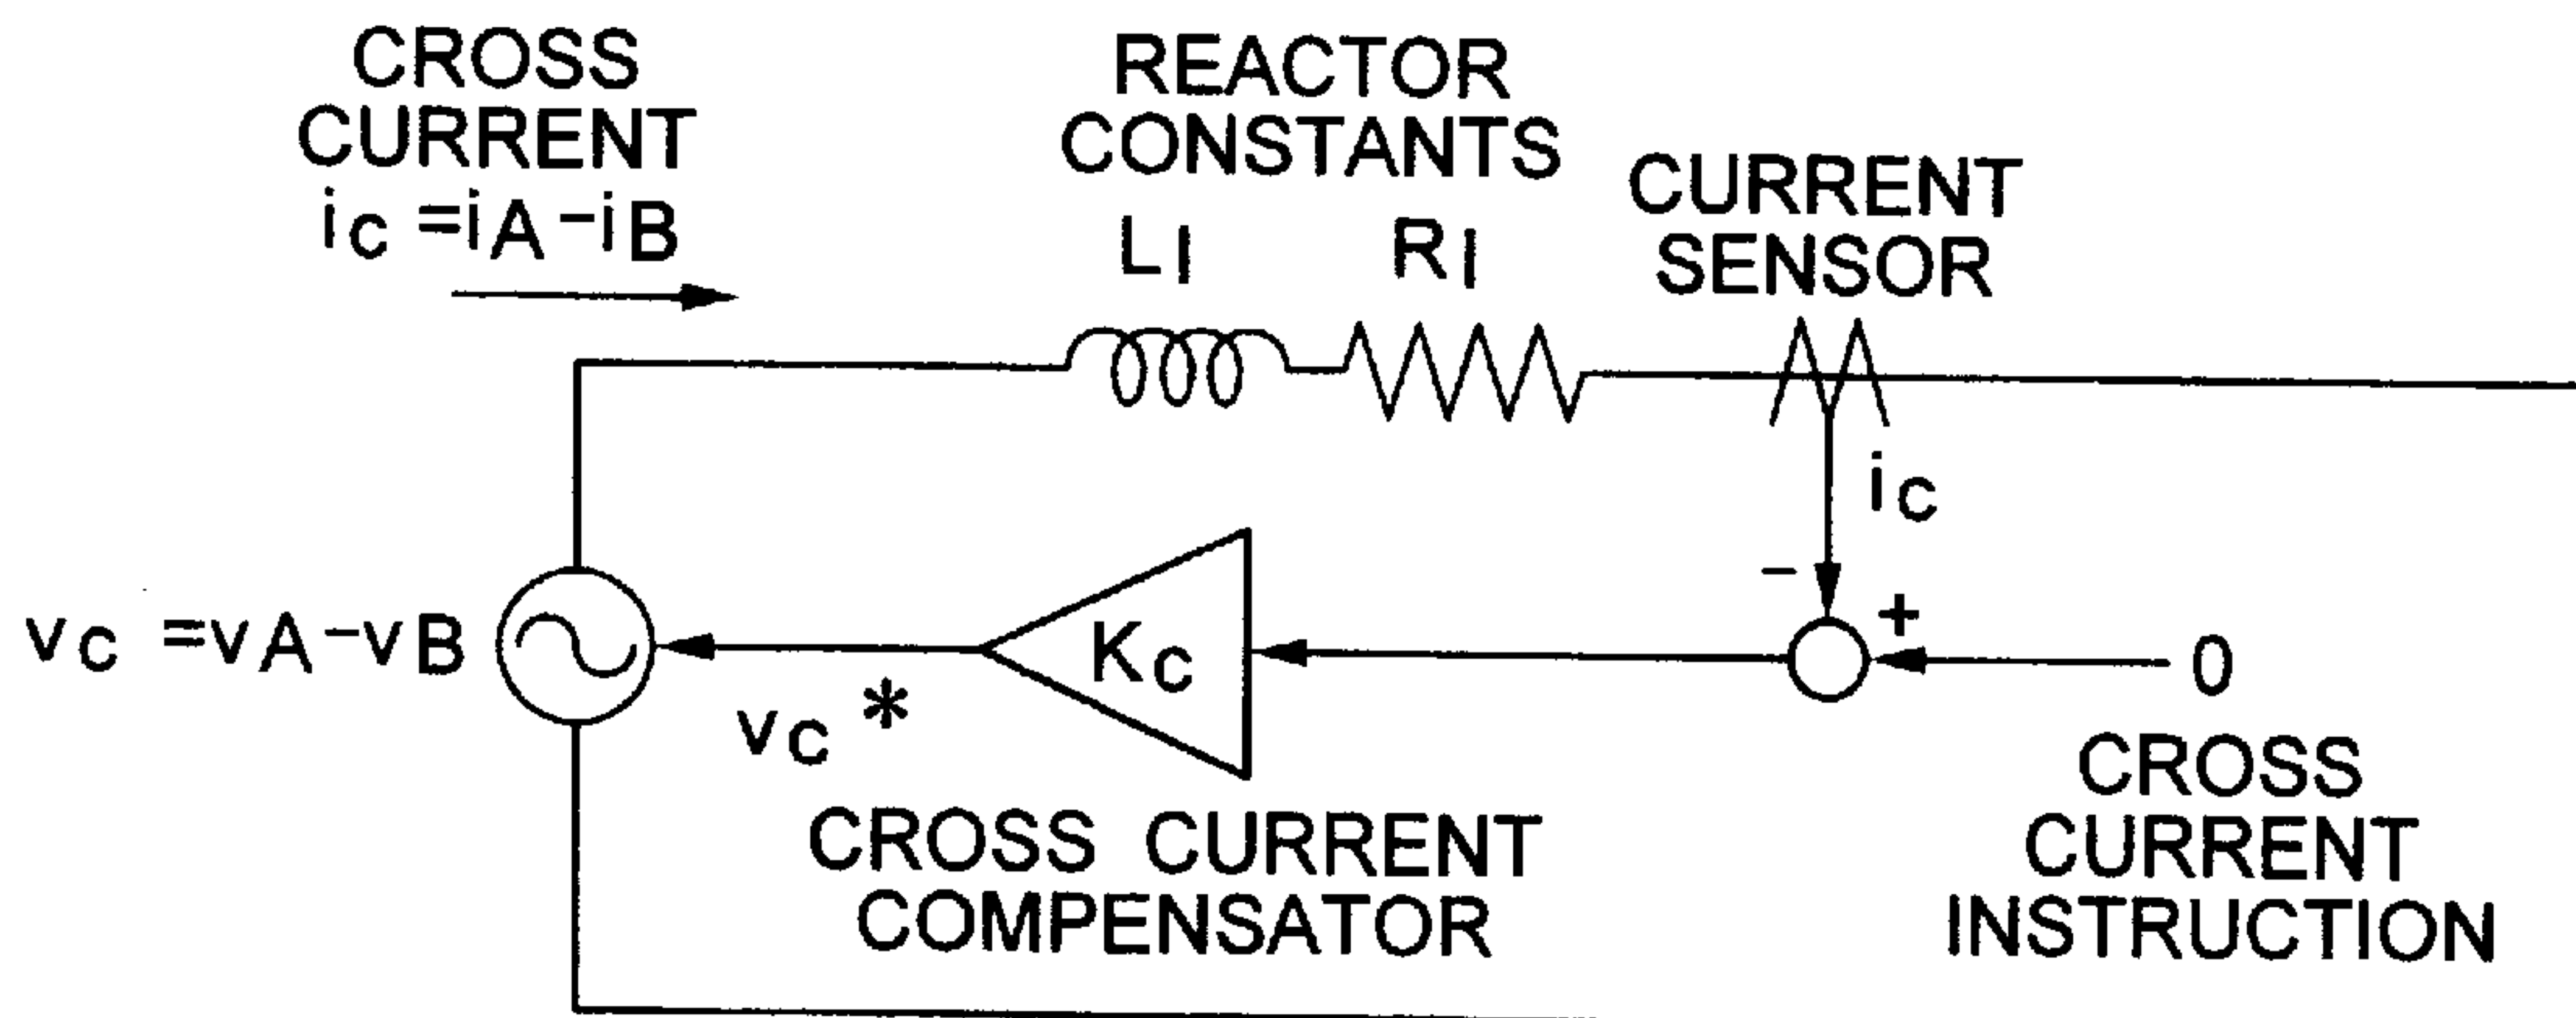 CROSS
CURRENT
ic =iA-iB
REACTOR
CONSTANTS
LI RI
CURRENT
SENSOR
ic
-
+
vc =vA-vB
Kc
0
vc *
CROSS CURRENT
COMPENSATOR
CROSS
CURRENT
INSTRUCTION